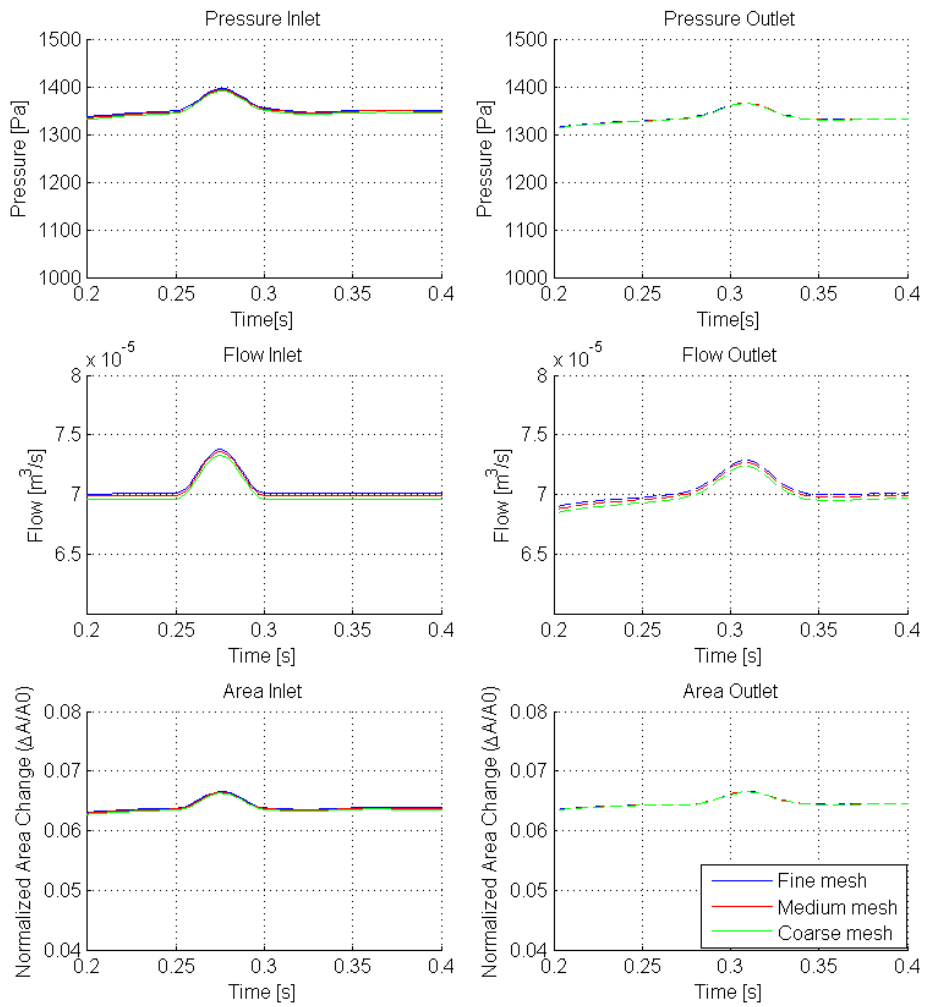 Pressure Inlet
1500
1400
1300
1200
1100
1000
Pressure [Pa]
0.2 0.25 0.3 0.35 0.4
Time[s]
Pressure Outlet
1500
1400
1300
1200
1100
1000
Pressure [Pa]
0.2 0.25 0.3 0.35 0.4
Time[s]
x 10⁻⁵
Flow Inlet
8
7.5
7
6.5
Flow [m³/s]
0.2 0.25 0.3 0.35 0.4
Time [s]
x 10⁻⁵
Flow Outlet
8
7.5
7
6.5
Flow [m³/s]
0.2 0.25 0.3 0.35 0.4
Time [s]
Area Inlet
0.08
0.07
0.06
0.05
0.04
Normalized Area Change (ΔA/A0)
0.2 0.25 0.3 0.35 0.4
Time [s]
Area Outlet
0.08
0.07
0.06
0.05
0.04
Normalized Area Change (ΔA/A0)
0.2 0.25 0.3 0.35 0.4
Time [s]
Fine mesh
Medium mesh
Coarse mesh